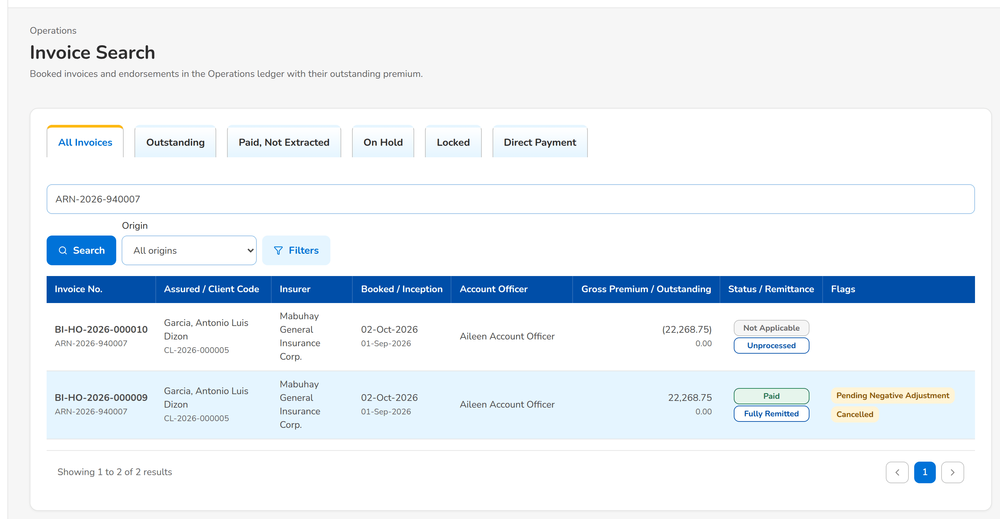 Operations
Invoice Search
Booked invoices and endorsements in the Operations ledger with their outstanding premium.
All Invoices
Outstanding
Paid, Not Extracted
On Hold
Locked
Direct Payment
ARN-2026-940007
Origin
Search
All origins
Filters
Invoice No.
Assured / Client Code
Insurer
Booked / Inception
Account Officer
Gross Premium / Outstanding
Status / Remittance
Flags
BI-HO-2026-000010
ARN-2026-940007
Garcia, Antonio Luis
Dizon
CL-2026-000005
Mabuhay
General
Insurance
Corp.
02-Oct-2026
01-Sep-2026
Aileen Account Officer
(22,268.75)
0.00
Not Applicable
Unprocessed
BI-HO-2026-000009
ARN-2026-940007
Garcia, Antonio Luis
Dizon
CL-2026-000005
Mabuhay
General
Insurance
Corp.
02-Oct-2026
01-Sep-2026
Aileen Account Officer
22,268.75
0.00
Paid
Fully Remitted
Pending Negative Adjustment
Cancelled
Showing 1 to 2 of 2 results
1